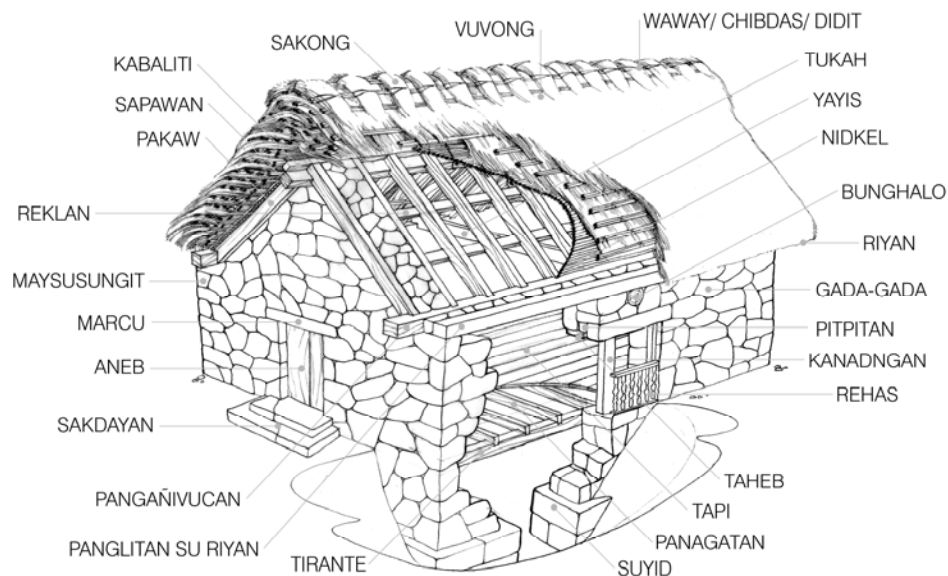 WAWAY/ CHIBDAS/ DIDIT
VUVONG
SAKONG
KABALITI
TUKAH
SAPAWAN
YAYIS
PAKAW
NIDKEL
BUNGHALO
REKLAN
RIYAN
MAYSUSUNGIT
GADA-GADA
MARCU
PITPITAN
ANEB
KANADNGAN
REHAS
SAKDAYAN
TAHEB
PANGAÑIVUCAN
TAPI
PANAGATAN
PANGLITAN SU RIYAN
TIRANTE
SUYID